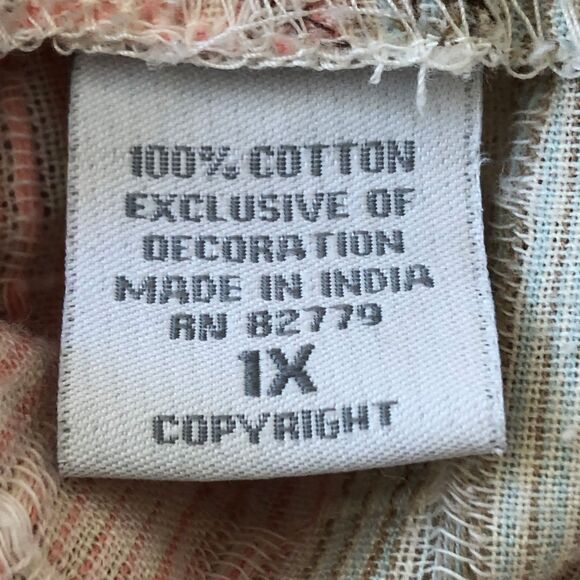 100% COTTON
EXCLUSIVE OF
DECORATION
MADE IN INDIA
RN 82779
1X
COPYRIGHT